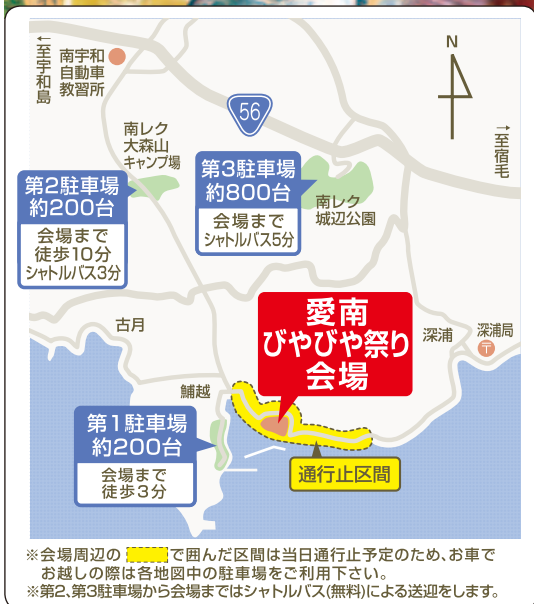 ←至宇和島
南宇和
自動車
教習所
N
56
→至宿毛
南レク
大森山
キャンプ場
第2駐車場
約200台
会場まで
徒歩10分
シャトルバス3分
第3駐車場
約800台
会場まで
シャトルバス5分
南レク
城辺公園
愛南
びやびや祭り
会場
古月
深浦
深浦局
〒
鯆越
第1駐車場
約200台
会場まで
徒歩3分
通行止区間
※会場周辺の で囲んだ区間は当日通行止予定のため、お車で
お越しの際は各地図中の駐車場をご利用下さい。
※第2、第3駐車場から会場まではシャトルバス(無料)による送迎をします。